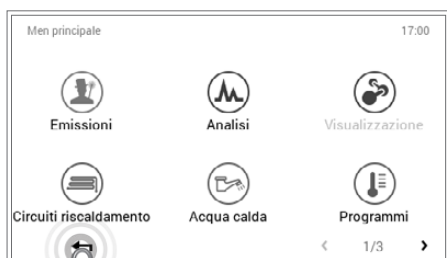 Men principale 17:00
Emissioni Analisi Visualizzazione
Circuiti riscaldamento Acqua calda Programmi
1/3